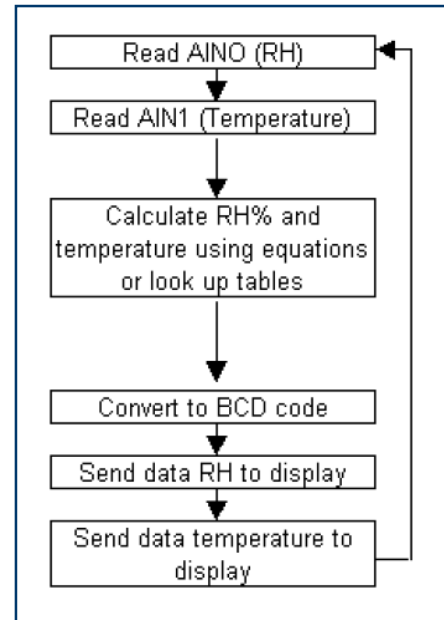 Read AINO (RH)
Read AIN1 (Temperature)
Calculate RH% and
temperature using equations
or look up tables
Convert to BCD code
Send data RH to display
Send data temperature to
display